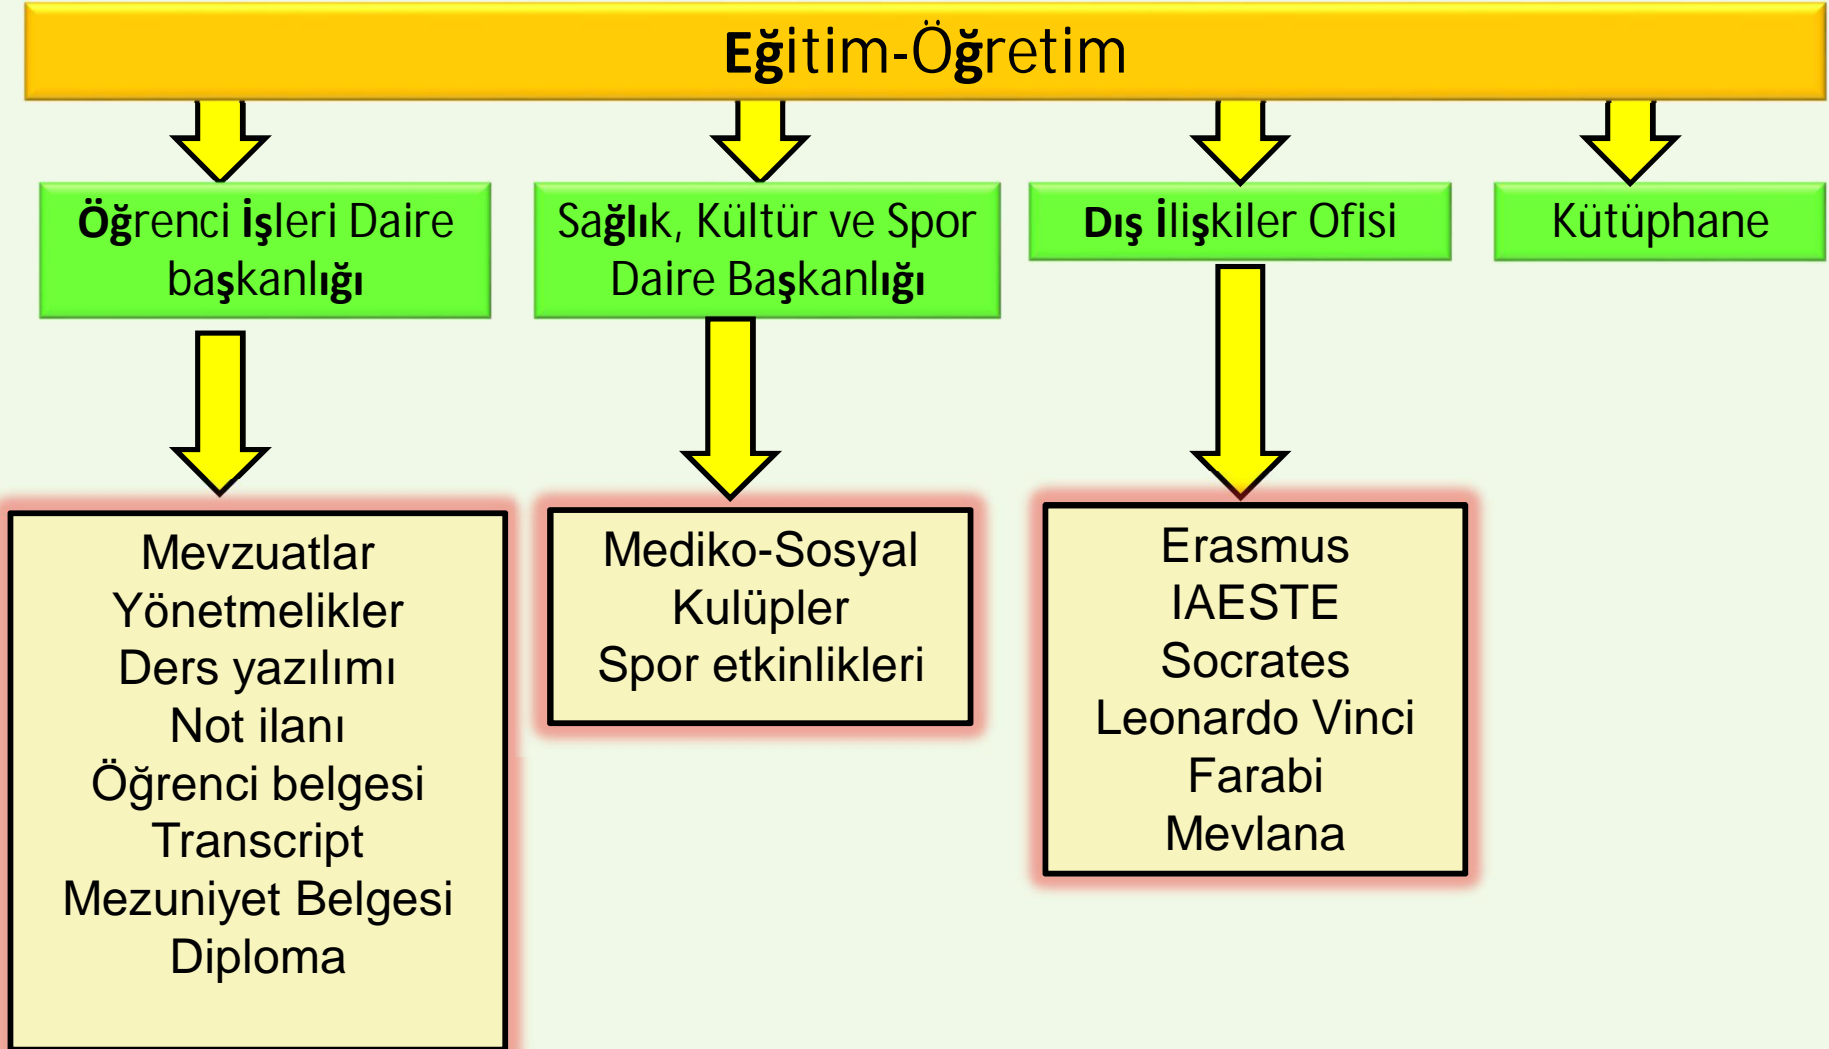 Eğitim-Öğretim
Öğrenci İşleri Daire
başkanlığı
Sağlık, Kültür ve Spor
Daire Başkanlığı
Dış İlişkiler Ofisi
Kütüphane
Mevzuatlar
Yönetmelikler
Ders yazılımı
Not ilanı
Öğrenci belgesi
Transcript
Mezuniyet Belgesi
Diploma
Mediko-Sosyal
Kulüpler
Spor etkinlikleri
Erasmus
IAESTE
Socrates
Leonardo Vinci
Farabi
Mevlana